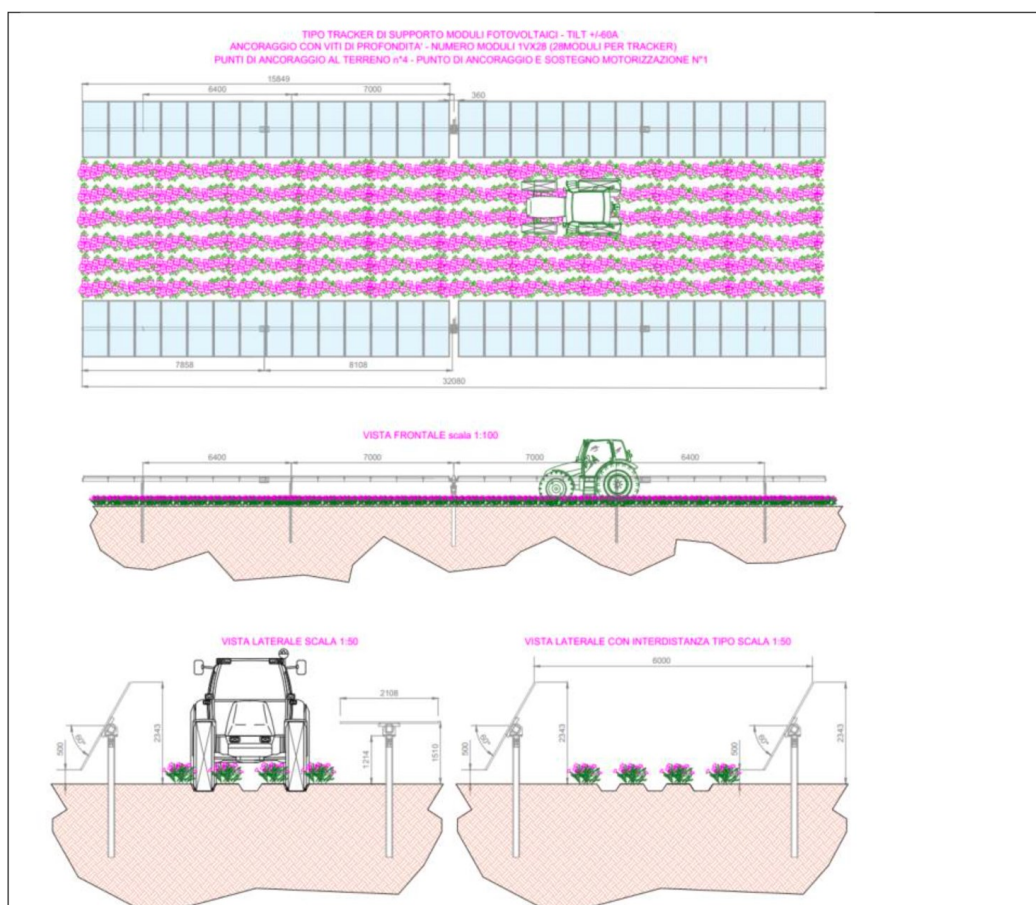 TIPO TRACKER DI SUPPORTO MODULI FOTOVOLTAICI - TILT +/-60A
ANCORAGGIO CON VITI DI PROFONDITA' - NUMERO MODULI 1VX28 (28MODULI PER TRACKER)
PUNTI DI ANCORAGGIO AL TERRENO n°4 - PUNTO DI ANCORAGGIO E SOSTEGNO MOTORIZZAZIONE N°1
15849
6400 7000 360
7858 8108
32080
VISTA FRONTALE scala 1:100
6400 7000 7000 6400
VISTA LATERALE SCALA 1:50
500 60° 2343 2108 1214 1510
VISTA LATERALE CON INTERDISTANZA TIPO SCALA 1:50
6000
500 60° 2343 500 60° 2343